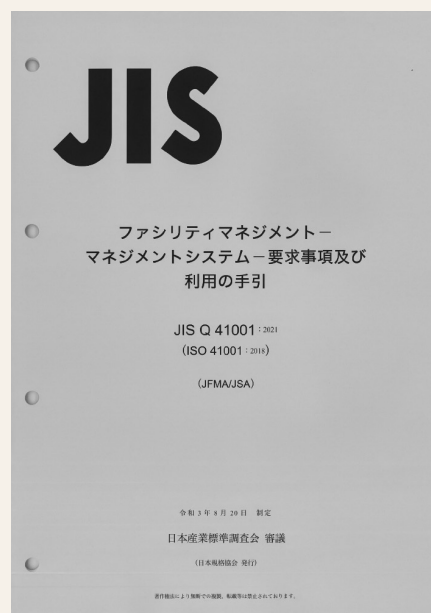 JIS
ファシリティマネジメント－
マネジメントシステム－要求事項及び
利用の手引
JIS Q 41001：2021
（ISO 41001：2018）
（JFMA/JSA）
令和 3 年 8 月 20 日　制定
日本産業標準調査会 審議
（日本規格協会 発行）
著作権法により無断での複製，転載等は禁止されております。